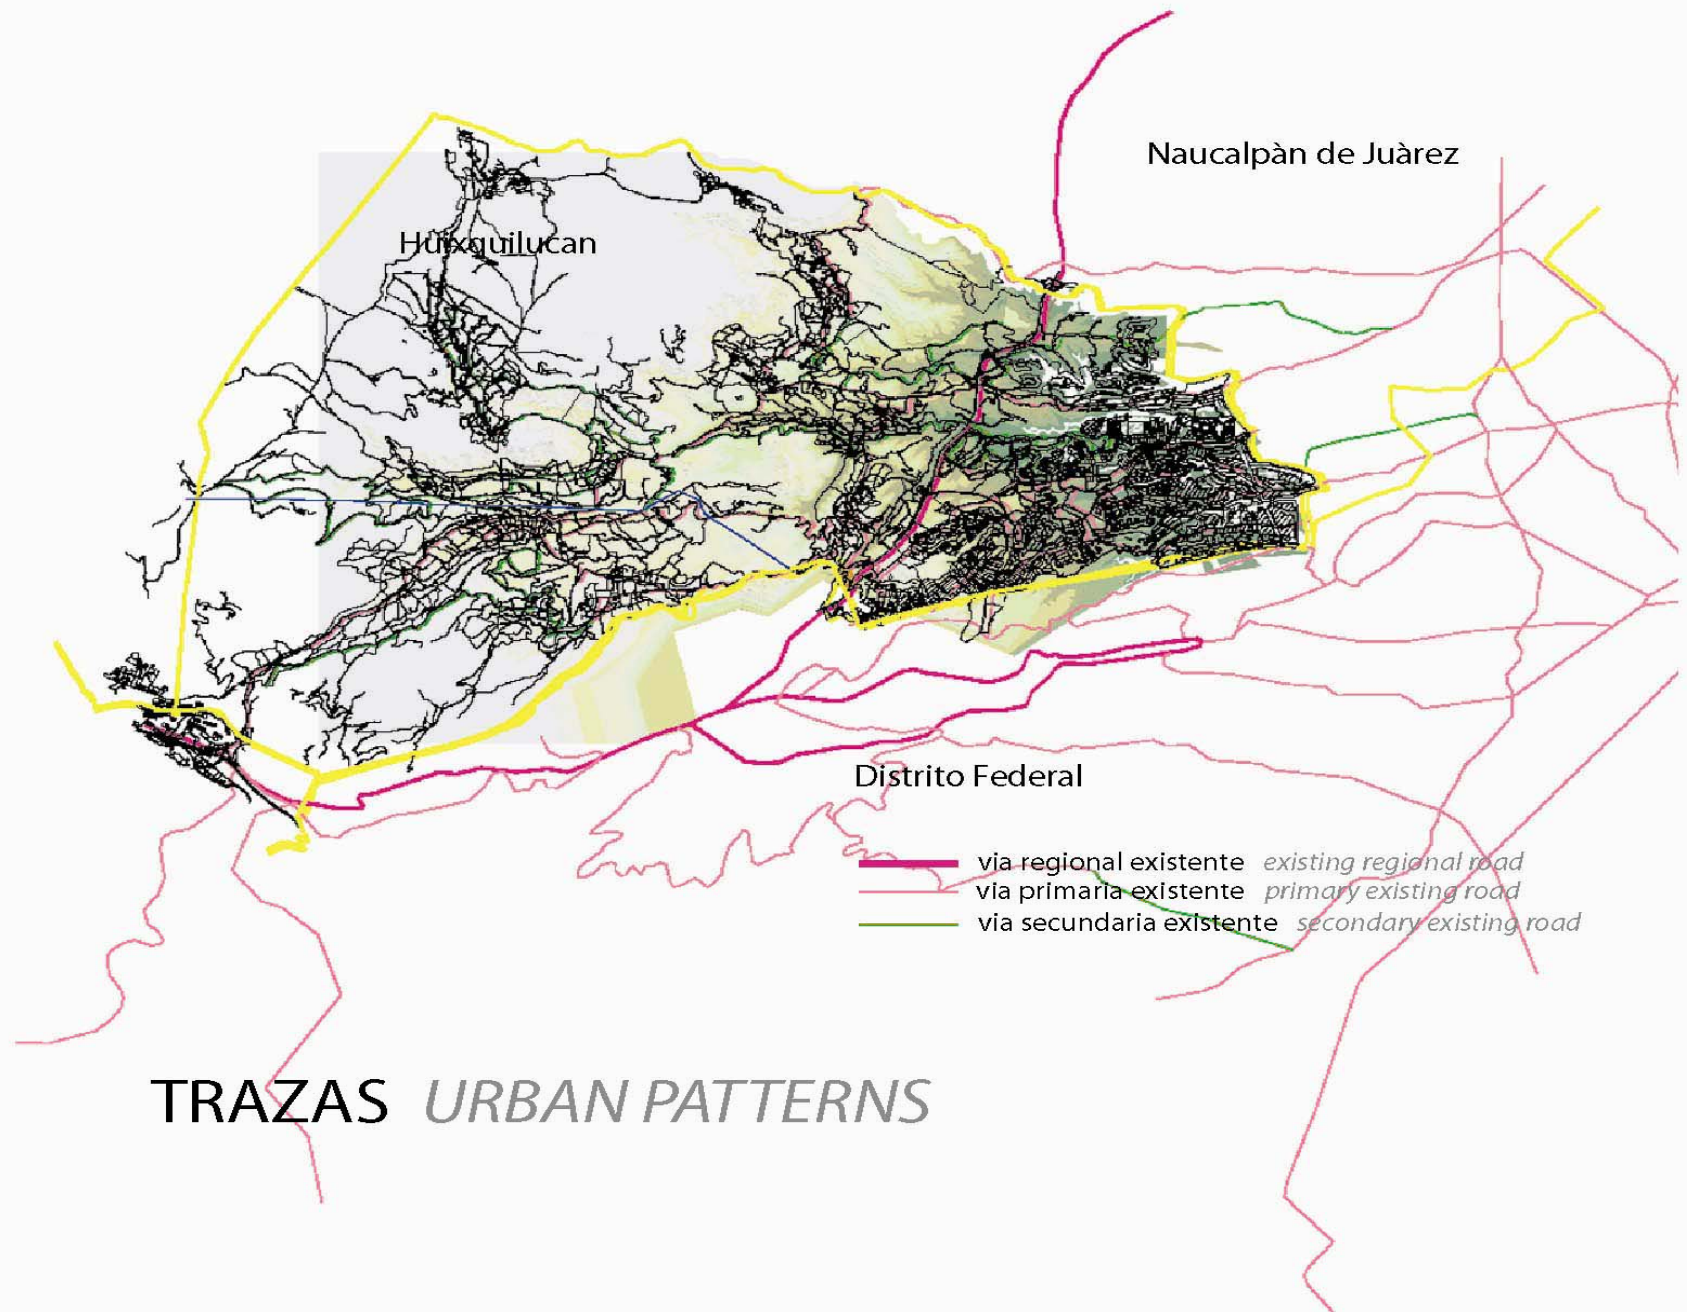 Naucalpàn de Juàrez
Huixquilucan
Distrito Federal
via regional existente existing regional road
via primaria existente primary existing road
via secundaria existente secondary existing road
TRAZAS URBAN PATTERNS